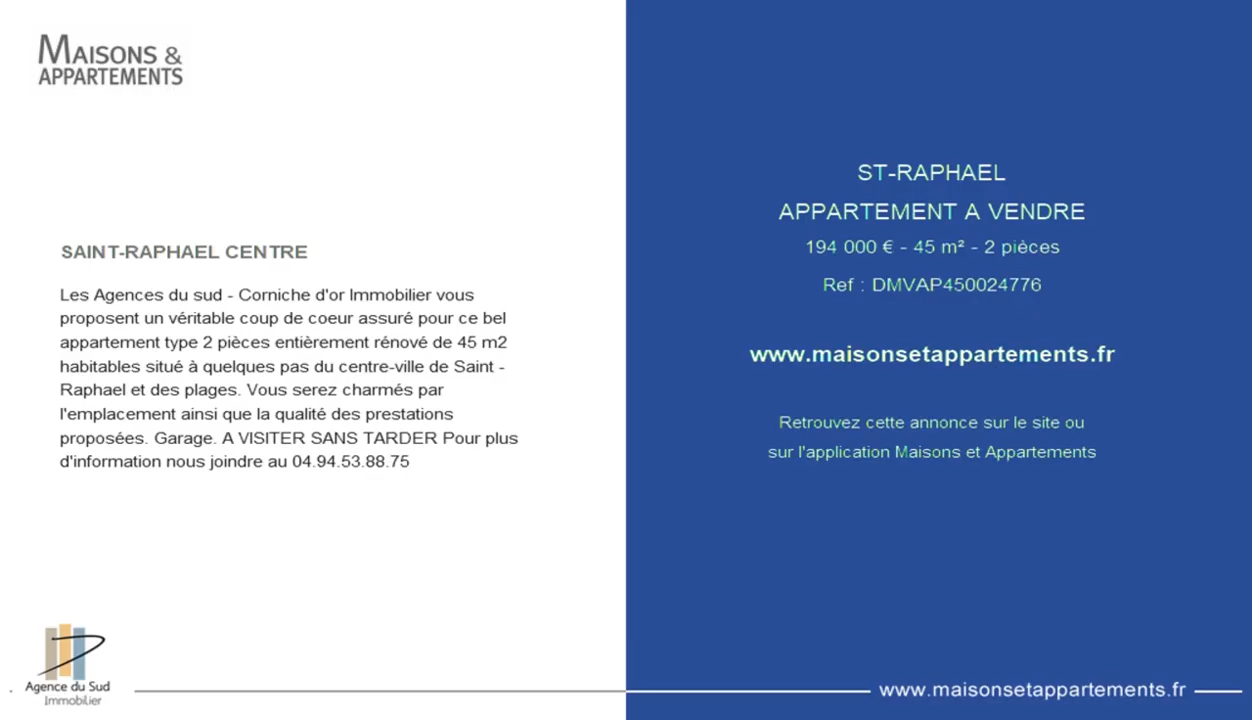 MAISONS &
APPARTEMENTS
SAINT-RAPHAEL CENTRE
Les Agences du sud - Corniche d'or Immobilier vous
proposent un véritable coup de coeur assuré pour ce bel
appartement type 2 pièces entièrement rénové de 45 m2
habitables situé à quelques pas du centre-ville de Saint -
Raphael et des plages. Vous serez charmés par
l'emplacement ainsi que la qualité des prestations
proposées. Garage. A VISITER SANS TARDER Pour plus
d'information nous joindre au 04.94.53.88.75
Agence du Sud
Immobilier
ST-RAPHAEL
APPARTEMENT A VENDRE
194 000 € - 45 m² - 2 pièces
Ref : DMVAP450024776
www.maisonsetappartements.fr
Retrouvez cette annonce sur le site ou
sur l'application Maisons et Appartements
www.maisonsetappartements.fr